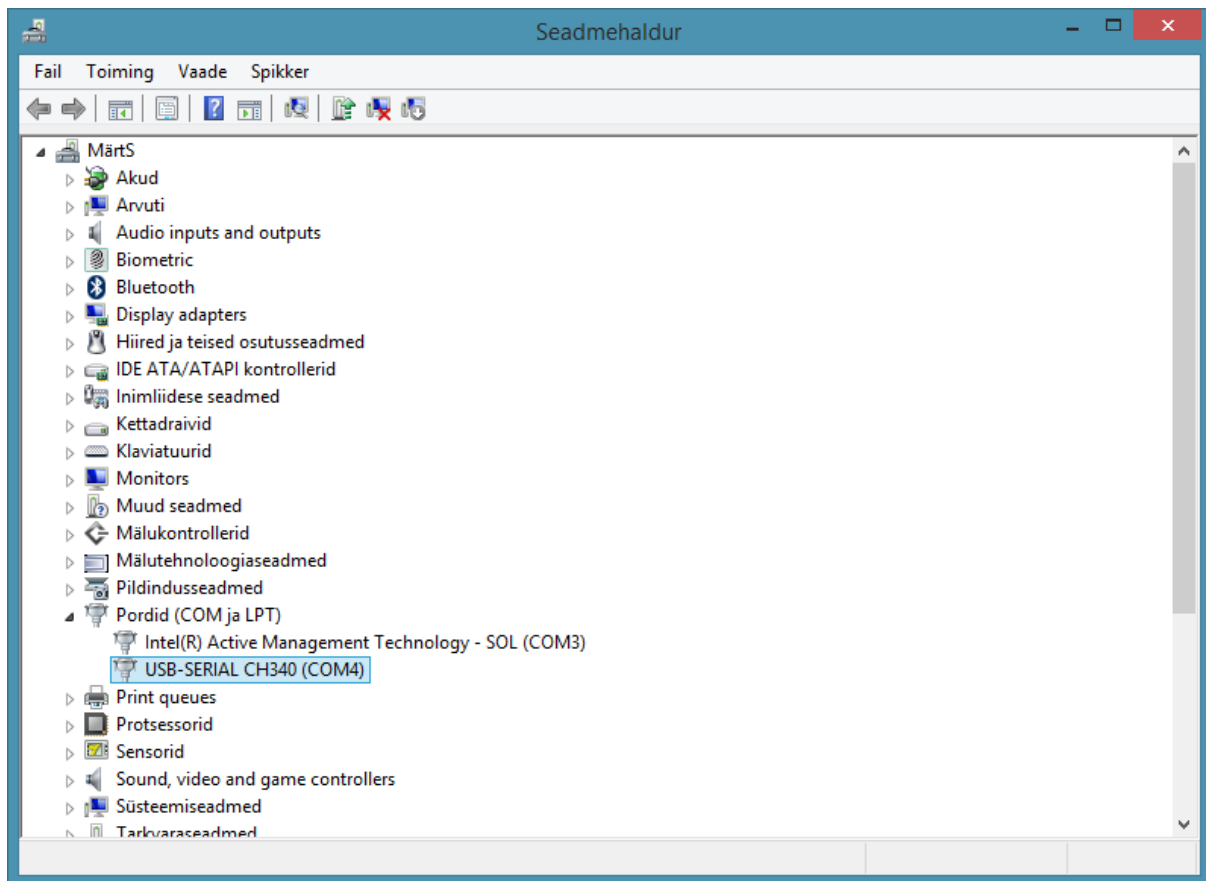 Seadmehaldur
Fail Toiming Vaade Spikker
MärtS
Akud
Arvuti
Audio inputs and outputs
Biometric
Bluetooth
Display adapters
Hiired ja teised osutusseadmed
IDE ATA/ATAPI kontrollerid
Inimliidese seadmed
Kettadraivid
Klaviatuurid
Monitors
Muud seadmed
Mälukontrollerid
Mälutehnoloogiaseadmed
Pildindusseadmed
Pordid (COM ja LPT)
Intel(R) Active Management Technology - SOL (COM3)
USB-SERIAL CH340 (COM4)
Print queues
Protsessorid
Sensorid
Sound, video and game controllers
Süsteemiseadmed
Tarkvaraseadmed